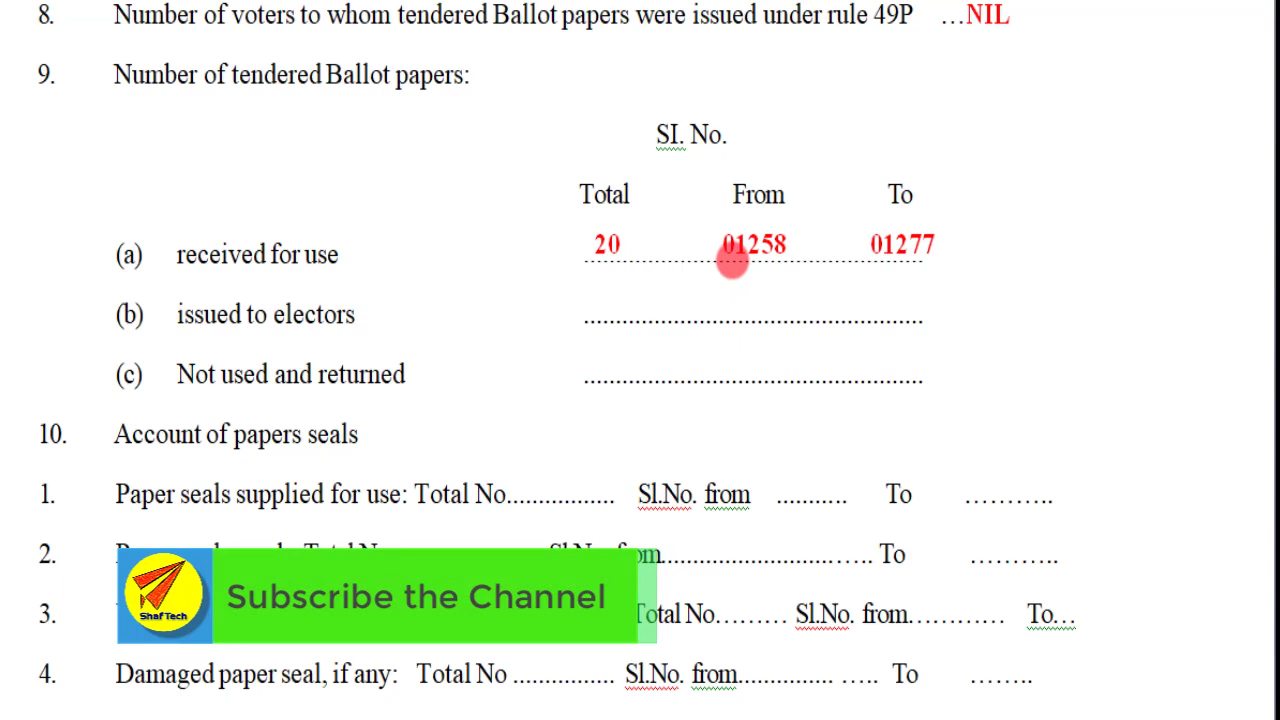 8. Number of voters to whom tendered Ballot papers were issued under rule 49P ...NIL
9. Number of tendered Ballot papers:
SI. No.
Total From To
(a) received for use 20 01258 01277
(b) issued to electors ......................................................
(c) Not used and returned ......................................................
10. Account of papers seals
1. Paper seals supplied for use: Total No................. Sl.No. from ........... To ………..
2. from................................. To ………..
3. Total No……… Sl.No. from………… To…
Subscribe the Channel
Shaf Tech
4. Damaged paper seal, if any: Total No ................ Sl.No. from............... ….. To ……..